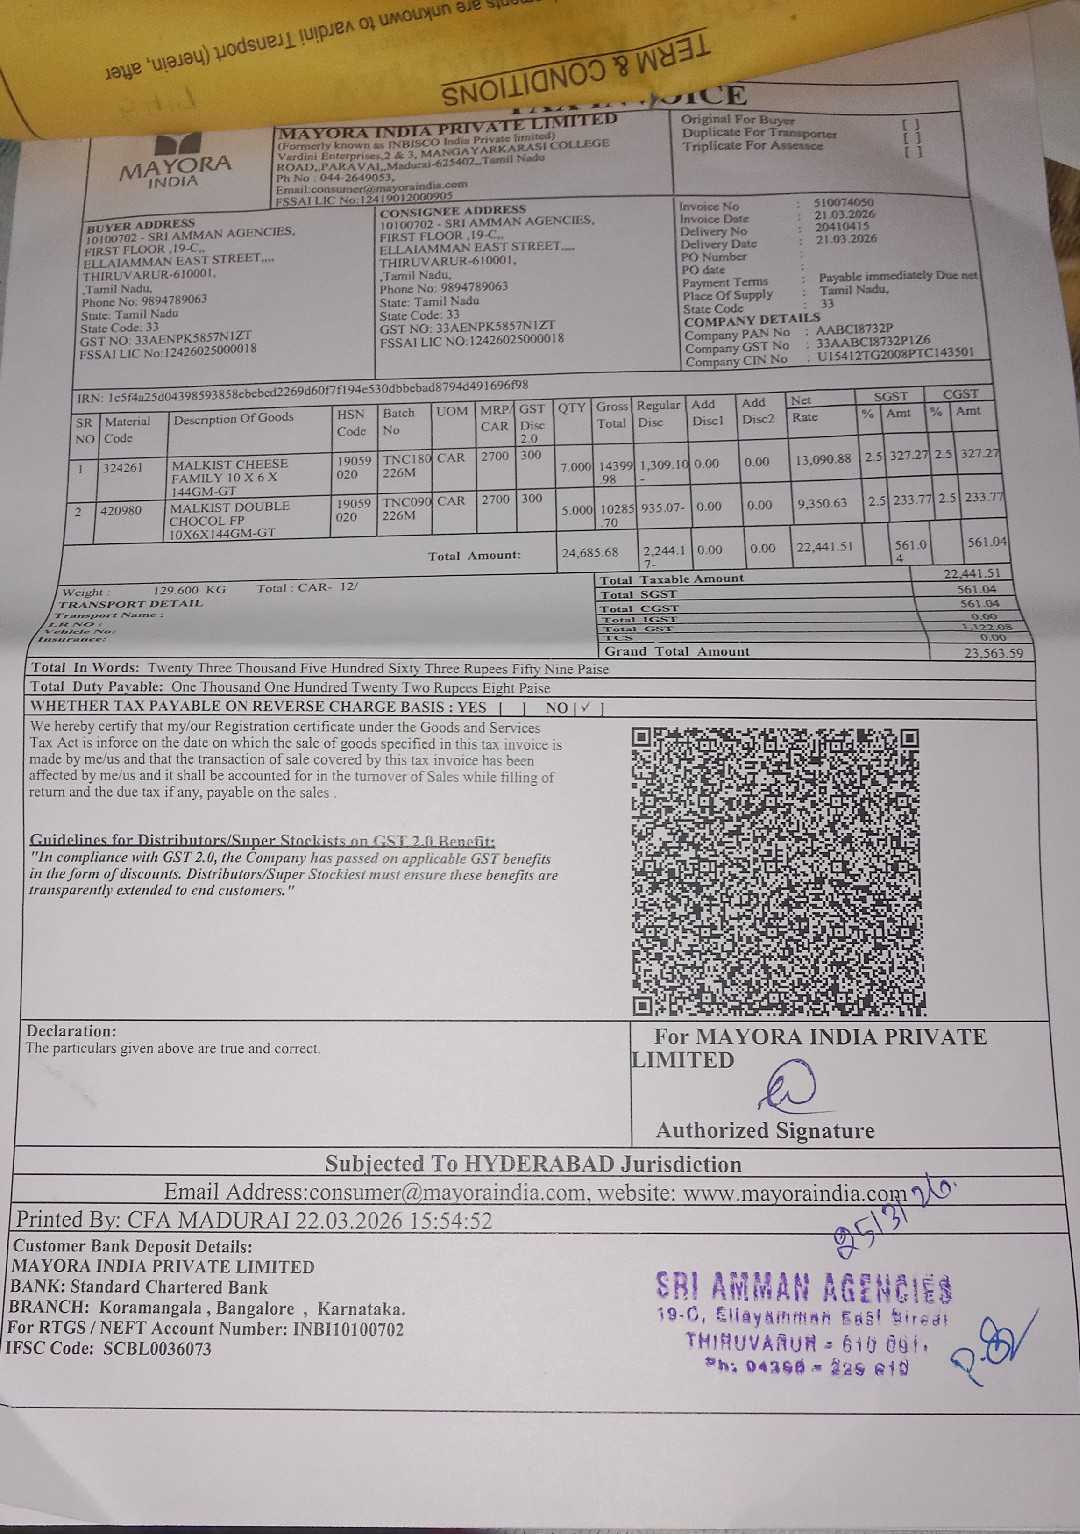 ments are unknown to vardini Transport (herein, after
TERM & CONDITIONS
TAX INVOICE
MAYORA
INDIA
MAYORA INDIA PRIVATE LIMITED
(Formerly known as INBISCO India Private limited)
Vardini Enterprises,2 & 3, MANGAYARKARASI COLLEGE
ROAD,,PARAVAI,,Madurai-625402,,Tamil Nadu
Ph No : 044-2649053,
Email:consumer@mayoraindia.com
FSSAI LIC No:12419012000905
Original For Buyer [ ]
Duplicate For Transporter [ ]
Triplicate For Assessee [ ]
BUYER ADDRESS
10100702 - SRI AMMAN AGENCIES,
FIRST FLOOR ,19-C,,
ELLAIAMMAN EAST STREET,,,,
THIRUVARUR-610001,
,Tamil Nadu,
Phone No: 9894789063
State: Tamil Nadu
State Code: 33
GST NO: 33AENPK5857N1ZT
FSSAI LIC No:12426025000018
CONSIGNEE ADDRESS
10100702 - SRI AMMAN AGENCIES,
FIRST FLOOR ,19-C,,
ELLAIAMMAN EAST STREET,,,,
THIRUVARUR-610001,
,Tamil Nadu,
Phone No: 9894789063
State: Tamil Nadu
State Code: 33
GST NO: 33AENPK5857N1ZT
FSSAI LIC NO:12426025000018
Invoice No : 510074050
Invoice Date : 21.03.2026
Delivery No : 20410415
Delivery Date : 21.03.2026
PO Number :
PO date :
Payment Terms : Payable immediately Due net
Place Of Supply : Tamil Nadu,
State Code : 33
COMPANY DETAILS
Company PAN No : AABCI8732P
Company GST No : 33AABCI8732P1Z6
Company CIN No : U15412TG2008PTC143501
IRN: 1e5f4a25d04398593858ebebcd2269d60f7f194e530dbbebad8794d491696f98
SR NO Material Code Description Of Goods HSN Code Batch No UOM MRP/CAR GST Disc 2.0 QTY Gross Total Regular Disc Add Disc1 Add Disc2 Net Rate SGST % Amt CGST % Amt
1 324261 MALKIST CHEESE FAMILY 10 X 6 X 144GM-GT 19059020 TNC180226M CAR 2700 300 7.000 14399.98 1,309.10- 0.00 0.00 13,090.88 2.5 327.27 2.5 327.27
2 420980 MALKIST DOUBLE CHOCOL FP 10X6X144GM-GT 19059020 TNC090226M CAR 2700 300 5.000 10285.70 935.07- 0.00 0.00 9,350.63 2.5 233.77 2.5 233.77
Total Amount: 24,685.68 2,244.17- 0.00 0.00 22,441.51 561.04 561.04
Weight : 129.600 KG Total : CAR- 12/
TRANSPORT DETAIL
Transport Name :
LR NO :
Vehicle No:
Insurance:
Total Taxable Amount 22,441.51
Total SGST 561.04
Total CGST 561.04
Total IGST 0.00
Total GST 1,122.08
TCS 0.00
Grand Total Amount 23,563.59
Total In Words: Twenty Three Thousand Five Hundred Sixty Three Rupees Fifty Nine Paise
Total Duty Payable: One Thousand One Hundred Twenty Two Rupees Eight Paise
WHETHER TAX PAYABLE ON REVERSE CHARGE BASIS : YES [ ] NO [✓]
We hereby certify that my/our Registration certificate under the Goods and Services
Tax Act is inforce on the date on which the sale of goods specified in this tax invoice is
made by me/us and that the transaction of sale covered by this tax invoice has been
affected by me/us and it shall be accounted for in the turnover of Sales while filling of
return and the due tax if any, payable on the sales .
Guidelines for Distributors/Super Stockists on GST 2.0 Benefit:
"In compliance with GST 2.0, the Company has passed on applicable GST benefits
in the form of discounts. Distributors/Super Stockiest must ensure these benefits are
transparently extended to end customers."
Declaration:
The particulars given above are true and correct.
For MAYORA INDIA PRIVATE
LIMITED
Authorized Signature
Subjected To HYDERABAD Jurisdiction
Email Address:consumer@mayoraindia.com, website: www.mayoraindia.com
Printed By: CFA MADURAI 22.03.2026 15:54:52
25/3/26.
Customer Bank Deposit Details:
MAYORA INDIA PRIVATE LIMITED
BANK: Standard Chartered Bank
BRANCH: Koramangala , Bangalore , Karnataka.
For RTGS / NEFT Account Number: INBI10100702
IFSC Code: SCBL0036073
SRI AMMAN AGENCIES
19-C, Ellayamman East Street
THIRUVARUR - 610 001.
Ph: 04366 -